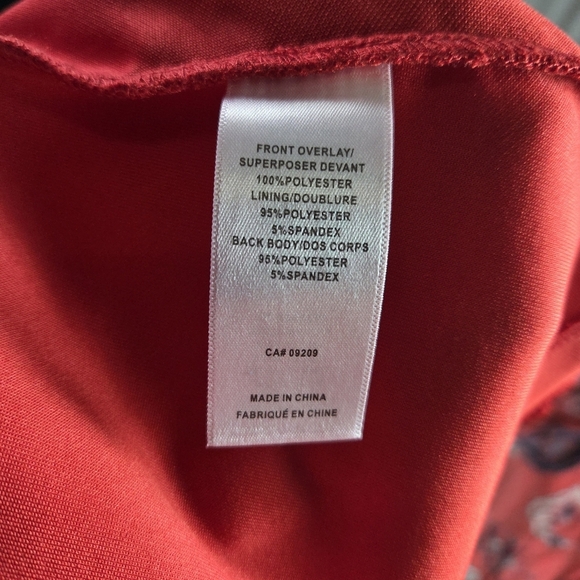 FRONT OVERLAY/
SUPERPOSER DEVANT
100%POLYESTER
LINING/DOUBLURE
95%POLYESTER
5%SPANDEX
BACK BODY/DOS CORPS
95%POLYESTER
5%SPANDEX
CA# 09209
MADE IN CHINA
FABRIQUÉ EN CHINE